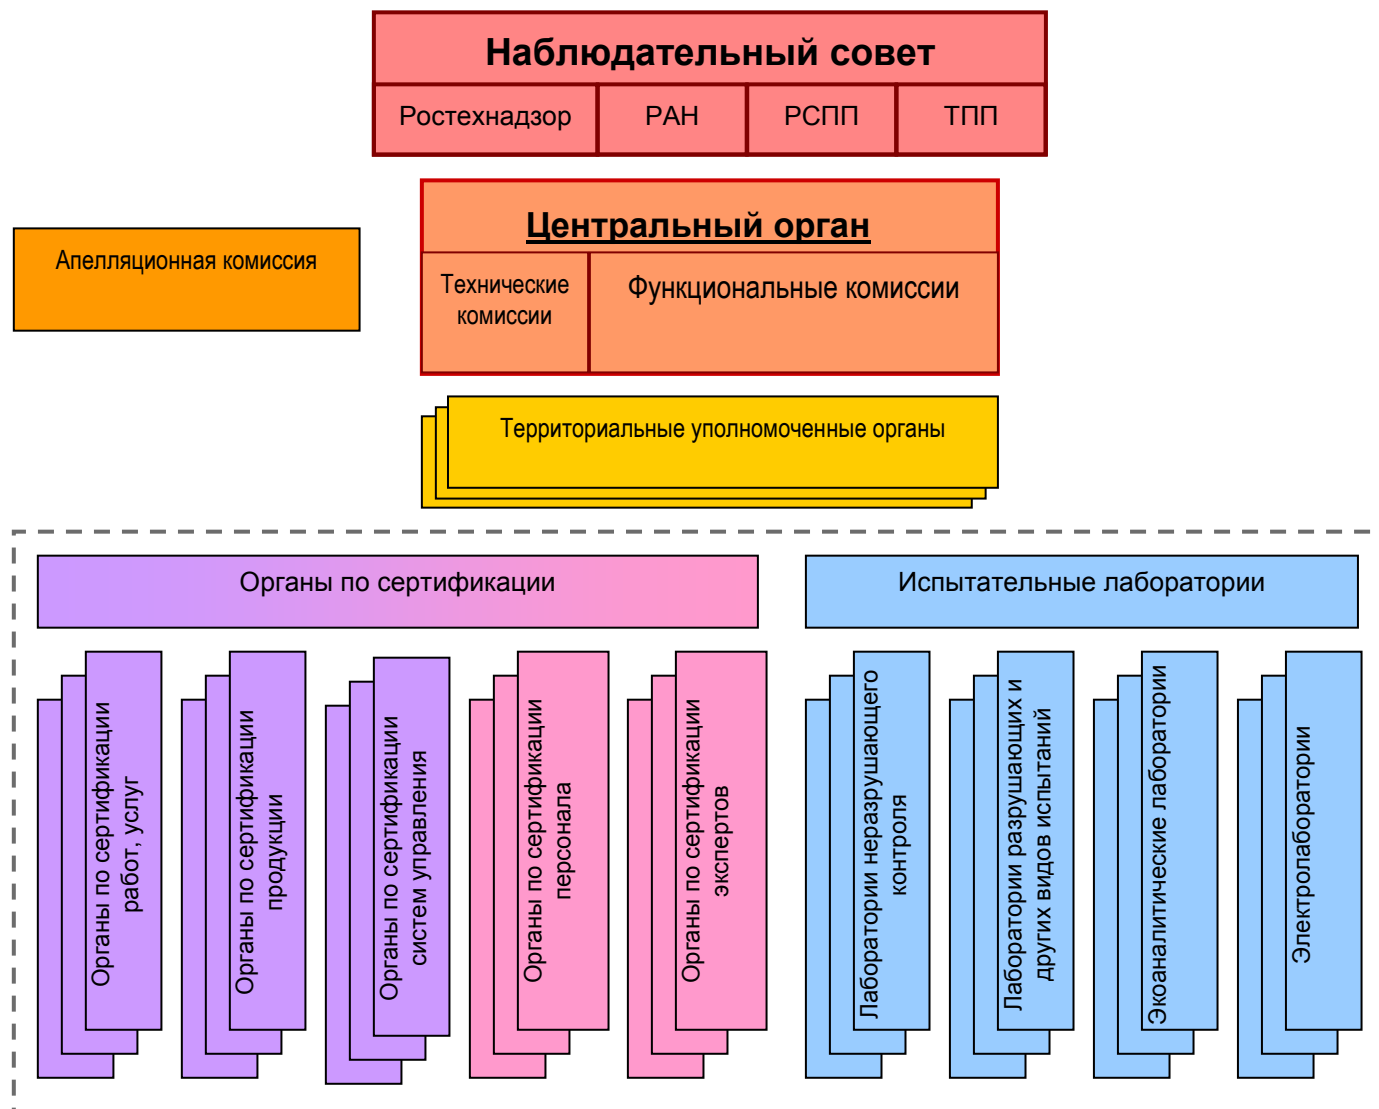 Наблюдательный совет
Ростехнадзор
РАН
РСПП
ТПП
Центральный орган
Апелляционная комиссия
Технические
комиссии
Функциональные комиссии
Территориальные уполномоченные органы
Органы по сертификации
Испытательные лаборатории
Органы по сертификации
работ, услуг
Органы по сертификации
продукции
Органы по сертификации
систем управления
Органы по сертификации
персонала
Органы по сертификации
экспертов
Лаборатории неразрушающего
контроля
Лаборатории разрушающих и
других видов испытаний
Экоаналитические лаборатории
Электролаборатории